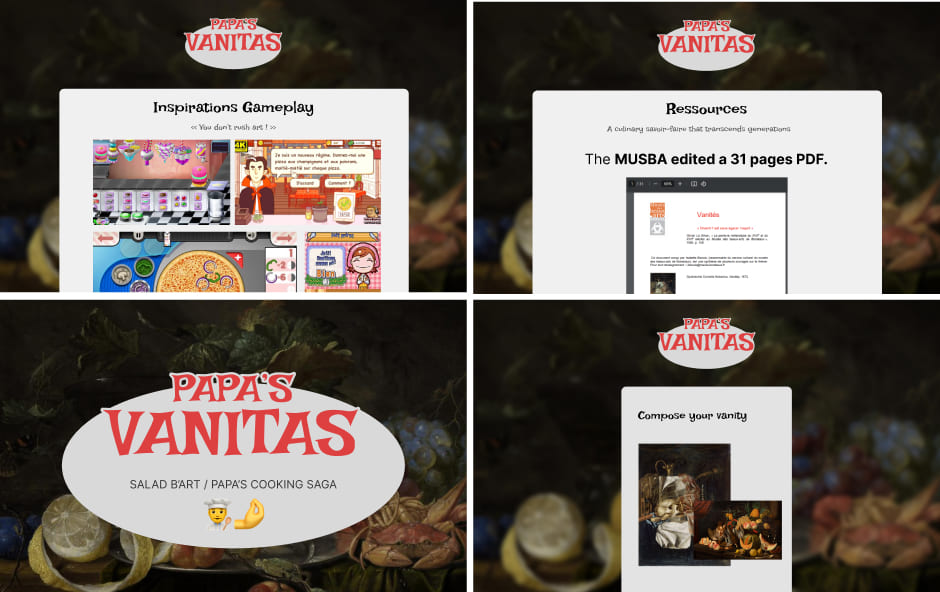 PAPA'S
VANITAS
Inspirations Gameplay
<< You don't rush art ! >>
4K
Je suis un nouveau régime. Donnez-moi une
pizza aux champignons et aux poivrons,
moitié-moitié sur chaque pizza.
D'accord
Comment ?
Bien
PAPA'S
VANITAS
Ressources
A culinary savoir-faire that transcends generations
The MUSBA edited a 31 pages PDF.
Vanités
PAPA'S
VANITAS
SALAD B'ART / PAPA'S COOKING SAGA
PAPA'S
VANITAS
Compose your vanity